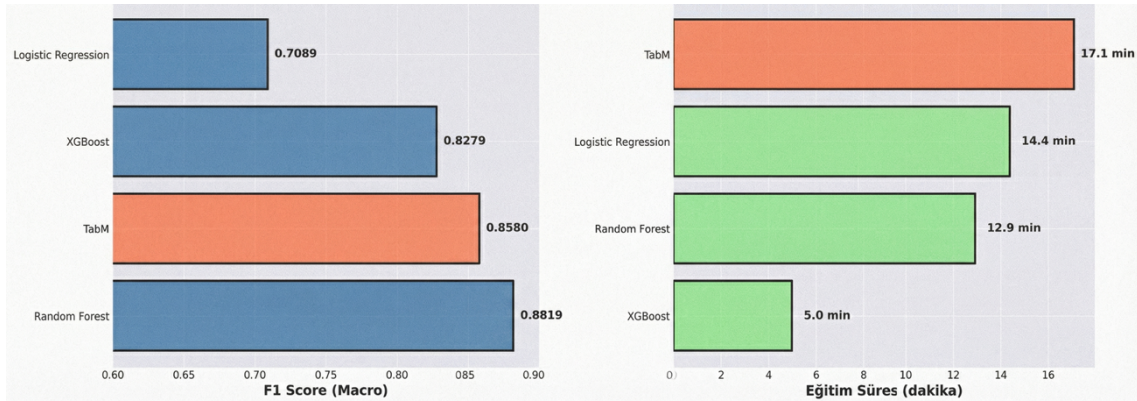 Logistic Regression
0.7089
XGBoost
0.8279
TabM
0.8580
Random Forest
0.8819
0.60 0.65 0.70 0.75 0.80 085 0.90
F1 Score (Macro)
TabM
17.1 min
Logistic Regression
14.4 min
Random Forest
12.9 min
XGBoost
5.0 min
0 2 4 6 8 10 12 14 16
Eğitim Süres (dakika)